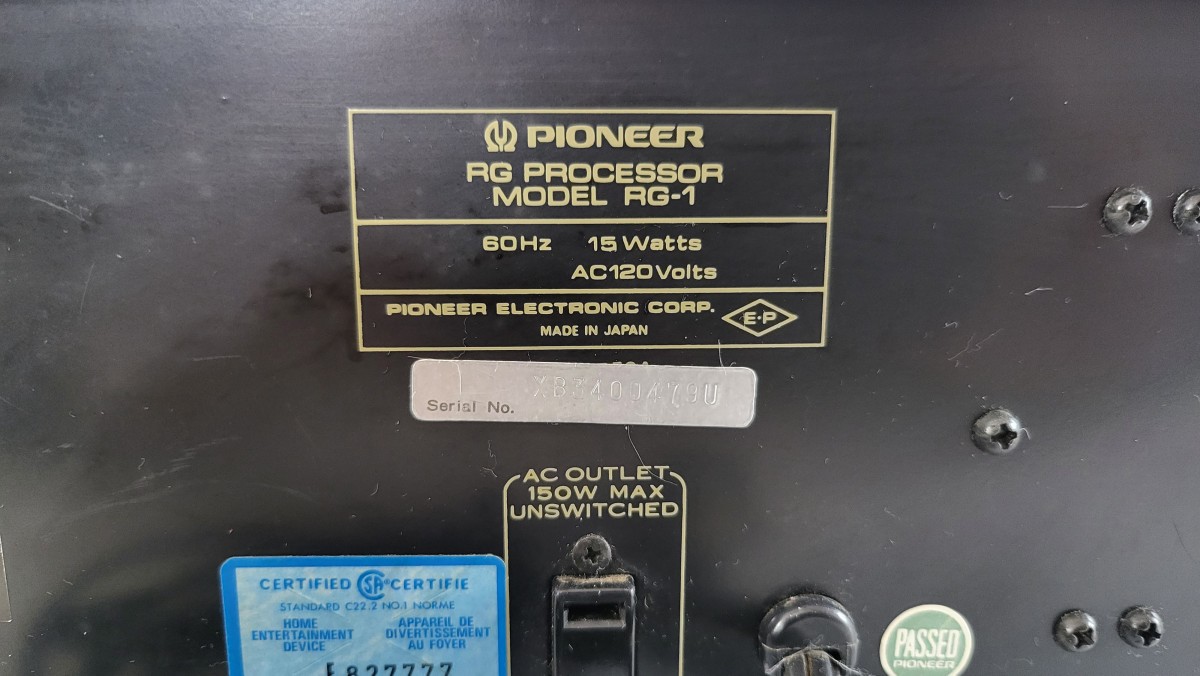 PIONEER
RG PROCESSOR
MODEL RG-1
60Hz 15 Watts
AC120Volts
PIONEER ELECTRONIC CORP.
E·P
MADE IN JAPAN
Serial No.
AC OUTLET
150W MAX
UNSWITCHED
CERTIFIED SA® CERTIFIE
STANDARD C22.2 NO.1 NORME
HOME
ENTERTAINMENT
DEVICE
APPAREIL DE
DIVERTISSEMENT
AU FOYER
PASSED
PIONEER